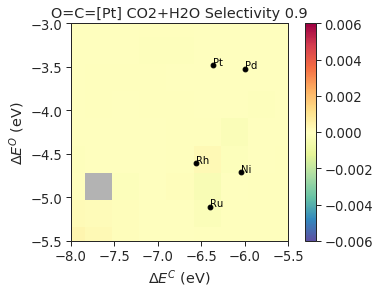 O=C=[Pt] CO2+H2O Selectivity 0.9
−3.0
−3.5
−4.0
−4.5
−5.0
−5.5
ΔE^O (eV)
Pt
Pd
Rh
Ni
Ru
−8.0
−7.5
−7.0
−6.5
−6.0
−5.5
ΔE^C (eV)
0.006
0.004
0.002
0.000
−0.002
−0.004
−0.006